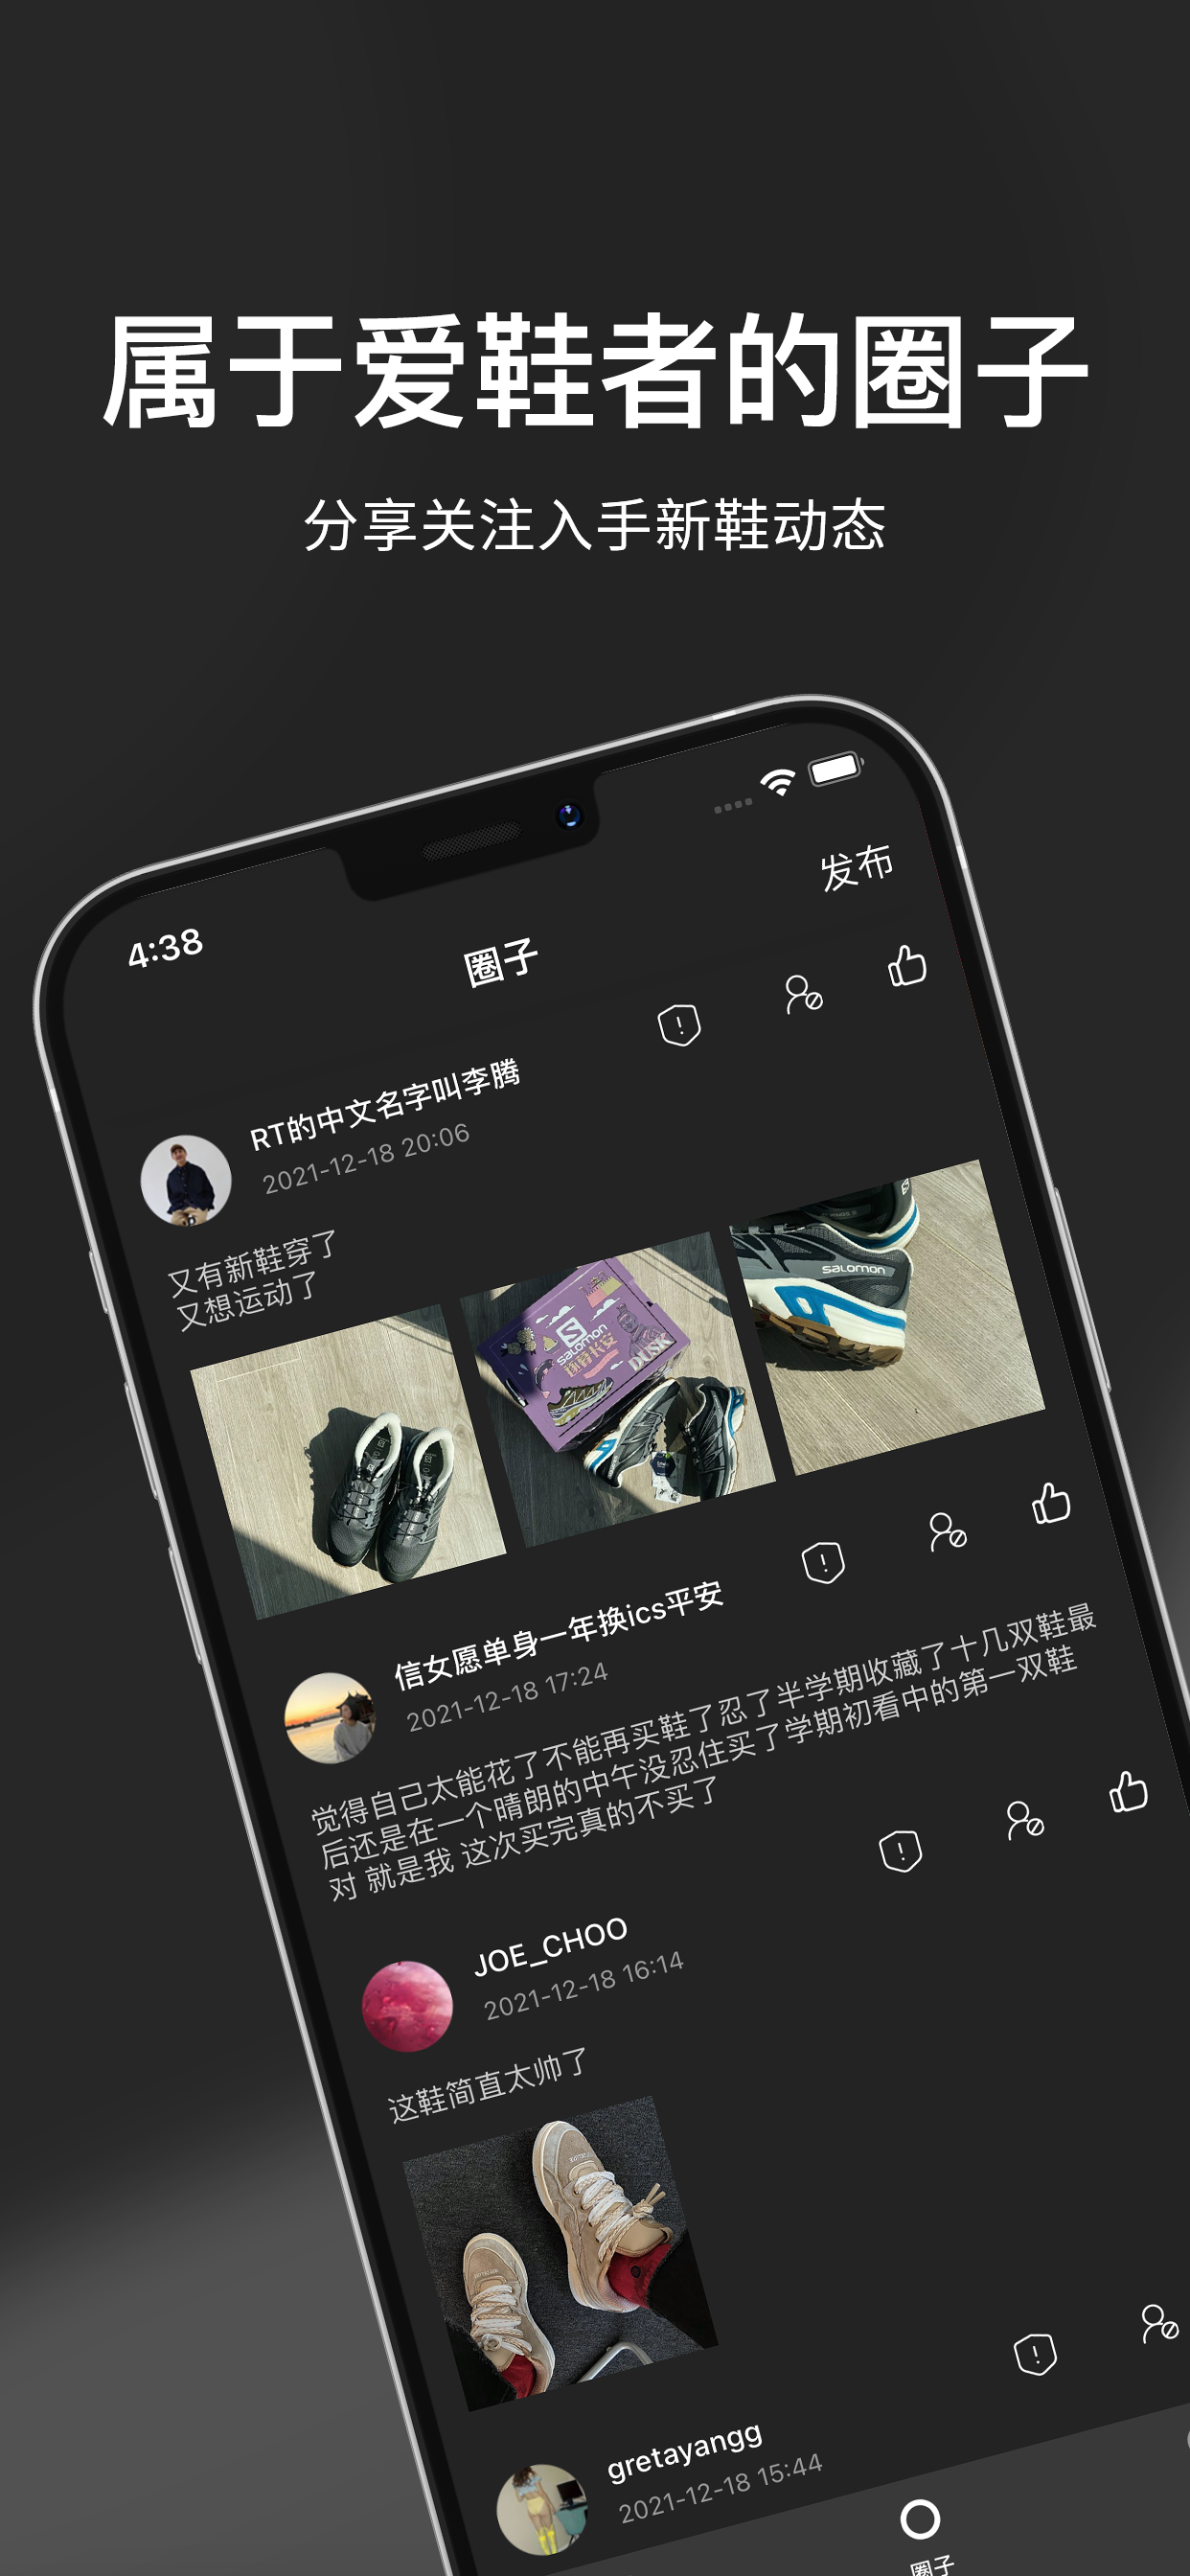 属于爱鞋者的圈子
分享关注入手新鞋动态
4:38
圈子
发布
RT的中文名字叫李腾
2021-12-18 20:06
又有新鞋穿了
又想运动了
salomon
DUSK
salomon
信女愿单身一年换ics平安
2021-12-18 17:24
觉得自己太能花了不能再买鞋了忍了半学期收藏了十几双鞋最
后还是在一个晴朗的中午没忍住买了学期初看中的第一双鞋
对 就是我 这次买完真的不买了
JOE_CHOO
2021-12-18 16:14
这鞋简直太帅了
gretayangg
2021-12-18 15:44
圈子